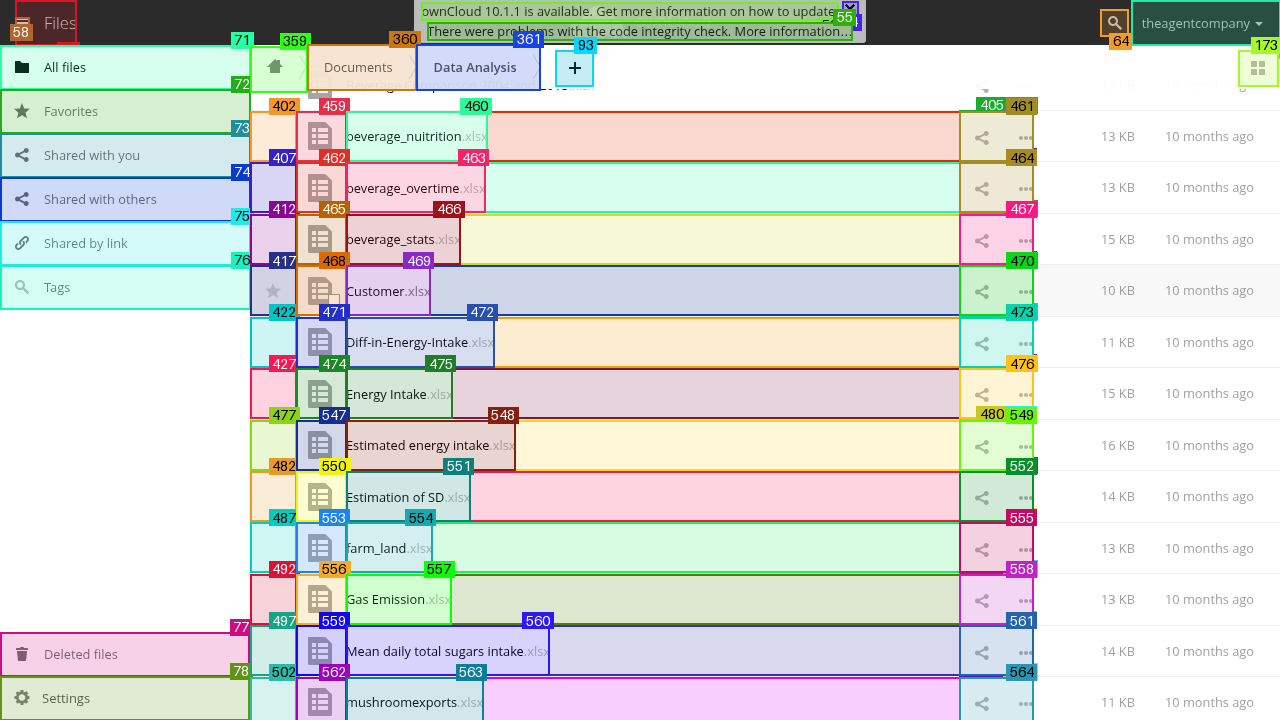 Files
ownCloud 10.1.1 is available. Get more information on how to update
There were problems with the code integrity check. More information...
theagentcompany
58
55
64
71
359
360
361
93
173
All files
Documents
Data Analysis
+
72
Favorites
73
Shared with you
74
Shared with others
75
Shared by link
76
Tags
77
Deleted files
78
Settings
13 KB 10 months ago
402 459 460 405 461
beverage_nuitrition.xlsx 13 KB 10 months ago
407 462 463 464
beverage_overtime.xlsx 13 KB 10 months ago
412 465 466 467
beverage_stats.xlsx 15 KB 10 months ago
417 468 469 470
Customer.xlsx 10 KB 10 months ago
422 471 472 473
Diff-in-Energy-Intake.xlsx 11 KB 10 months ago
427 474 475 476
Energy Intake.xlsx 15 KB 10 months ago
477 547 548 480 549
Estimated energy intake.xlsx 16 KB 10 months ago
482 550 551 552
Estimation of SD.xlsx 14 KB 10 months ago
487 553 554 555
farm_land.xlsx 13 KB 10 months ago
492 556 557 558
Gas Emission.xlsx 13 KB 10 months ago
497 559 560 561
Mean daily total sugars intake.xlsx 14 KB 10 months ago
502 562 563 564
mushroomexports.xlsx 11 KB 10 months ago